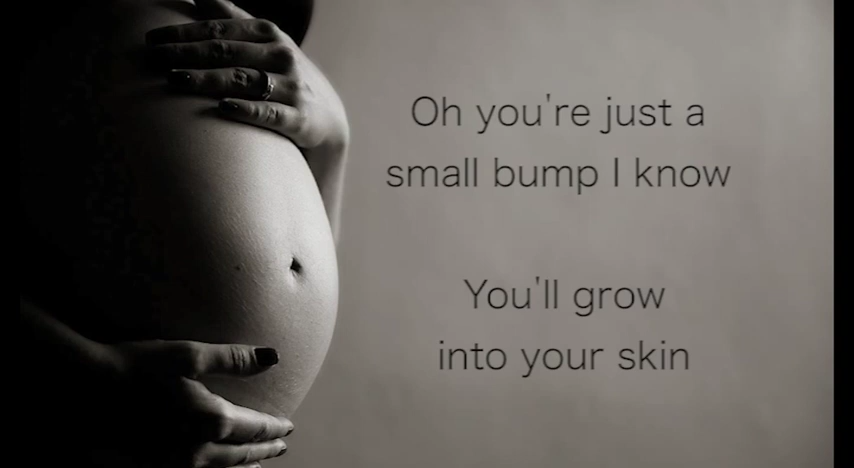 Oh you're just a
small bump I know
You'll grow
into your skin